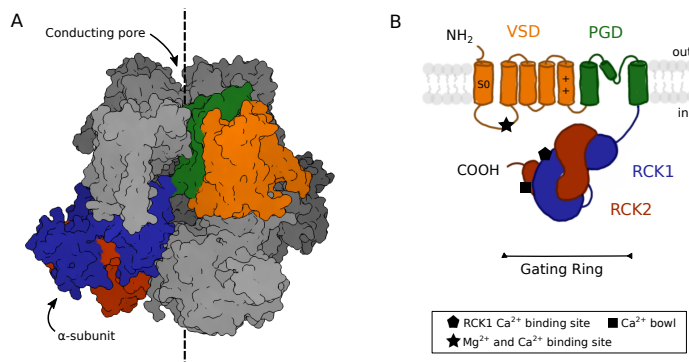 A
Conducting pore
α-subunit
B
NH2
VSD
PGD
out
S0
+
+
in
COOH
RCK1
RCK2
Gating Ring
RCK1 Ca²⁺ binding site
Ca²⁺ bowl
Mg²⁺ and Ca²⁺ binding site